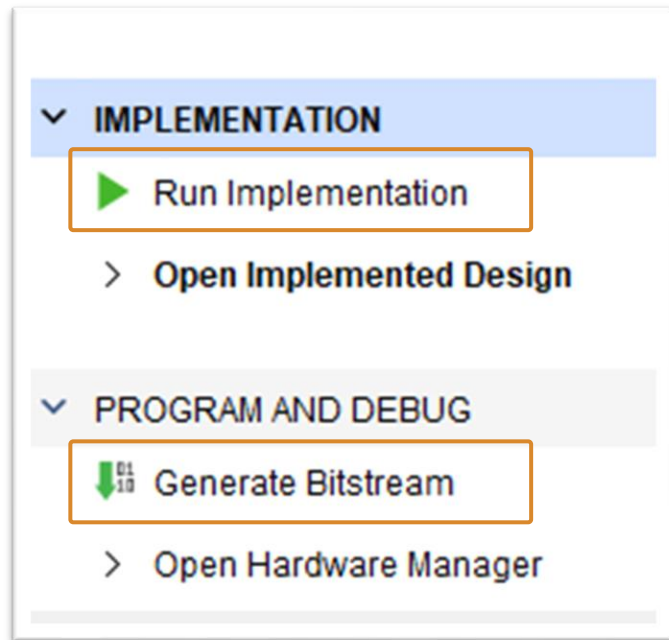 IMPLEMENTATION
Run Implementation
Open Implemented Design
PROGRAM AND DEBUG
01
10
Generate Bitstream
Open Hardware Manager